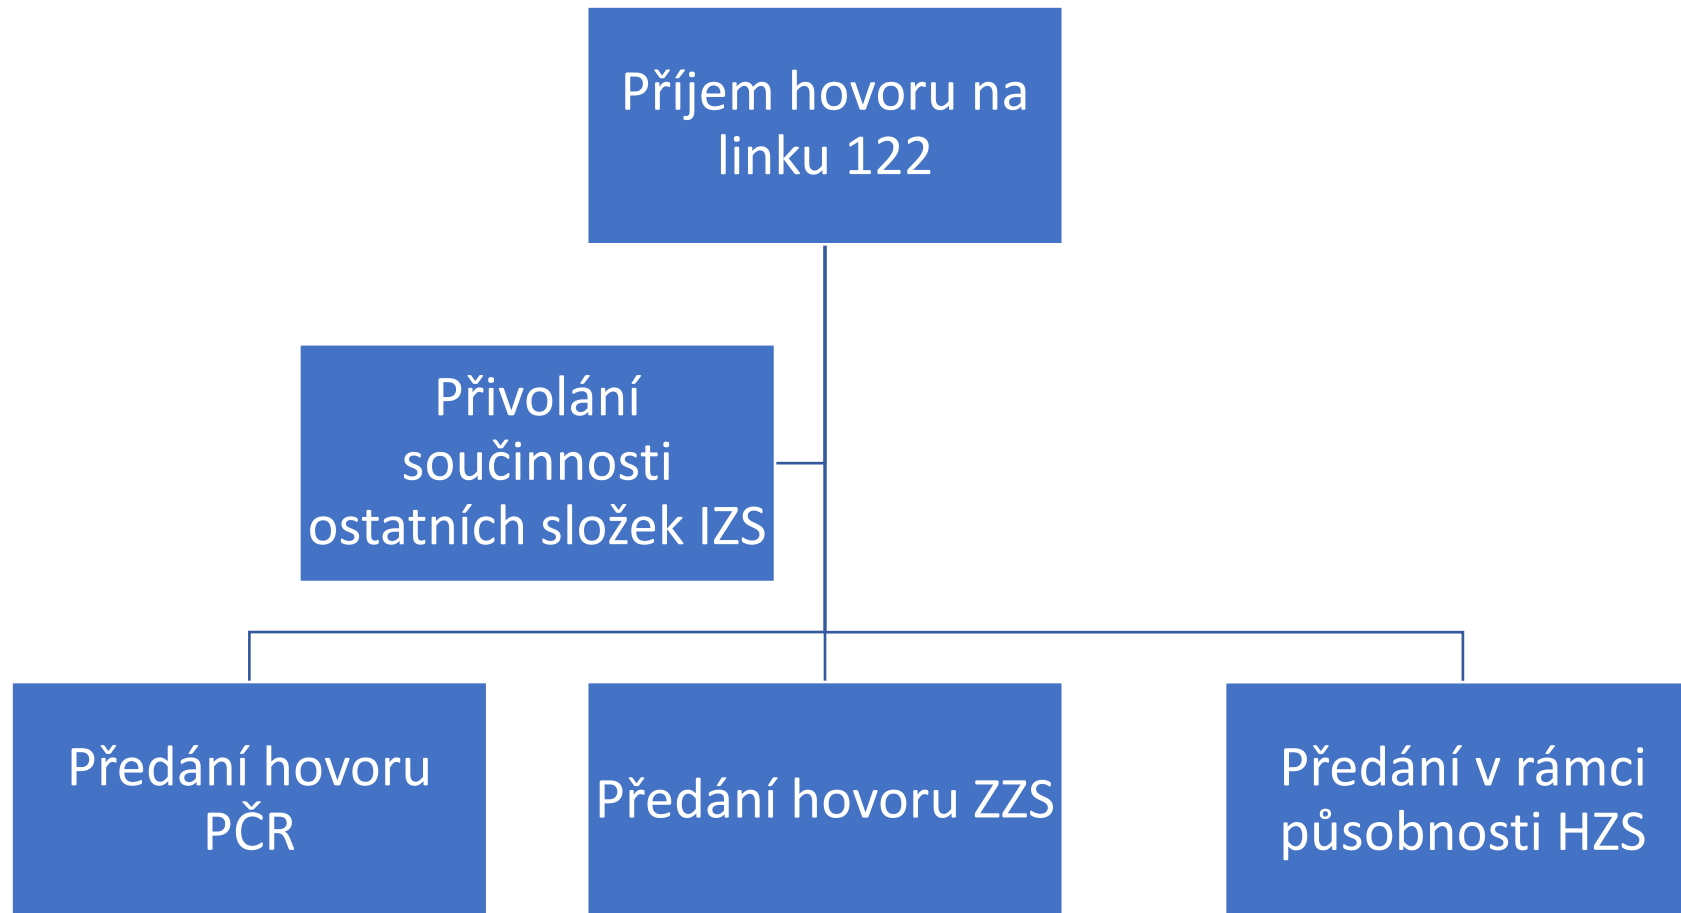 Příjem hovoru na
linku 122
Přivolání
součinnosti
ostatních složek IZS
Předání hovoru
PČR
Předání hovoru ZZS
Předání v rámci
působnosti HZS